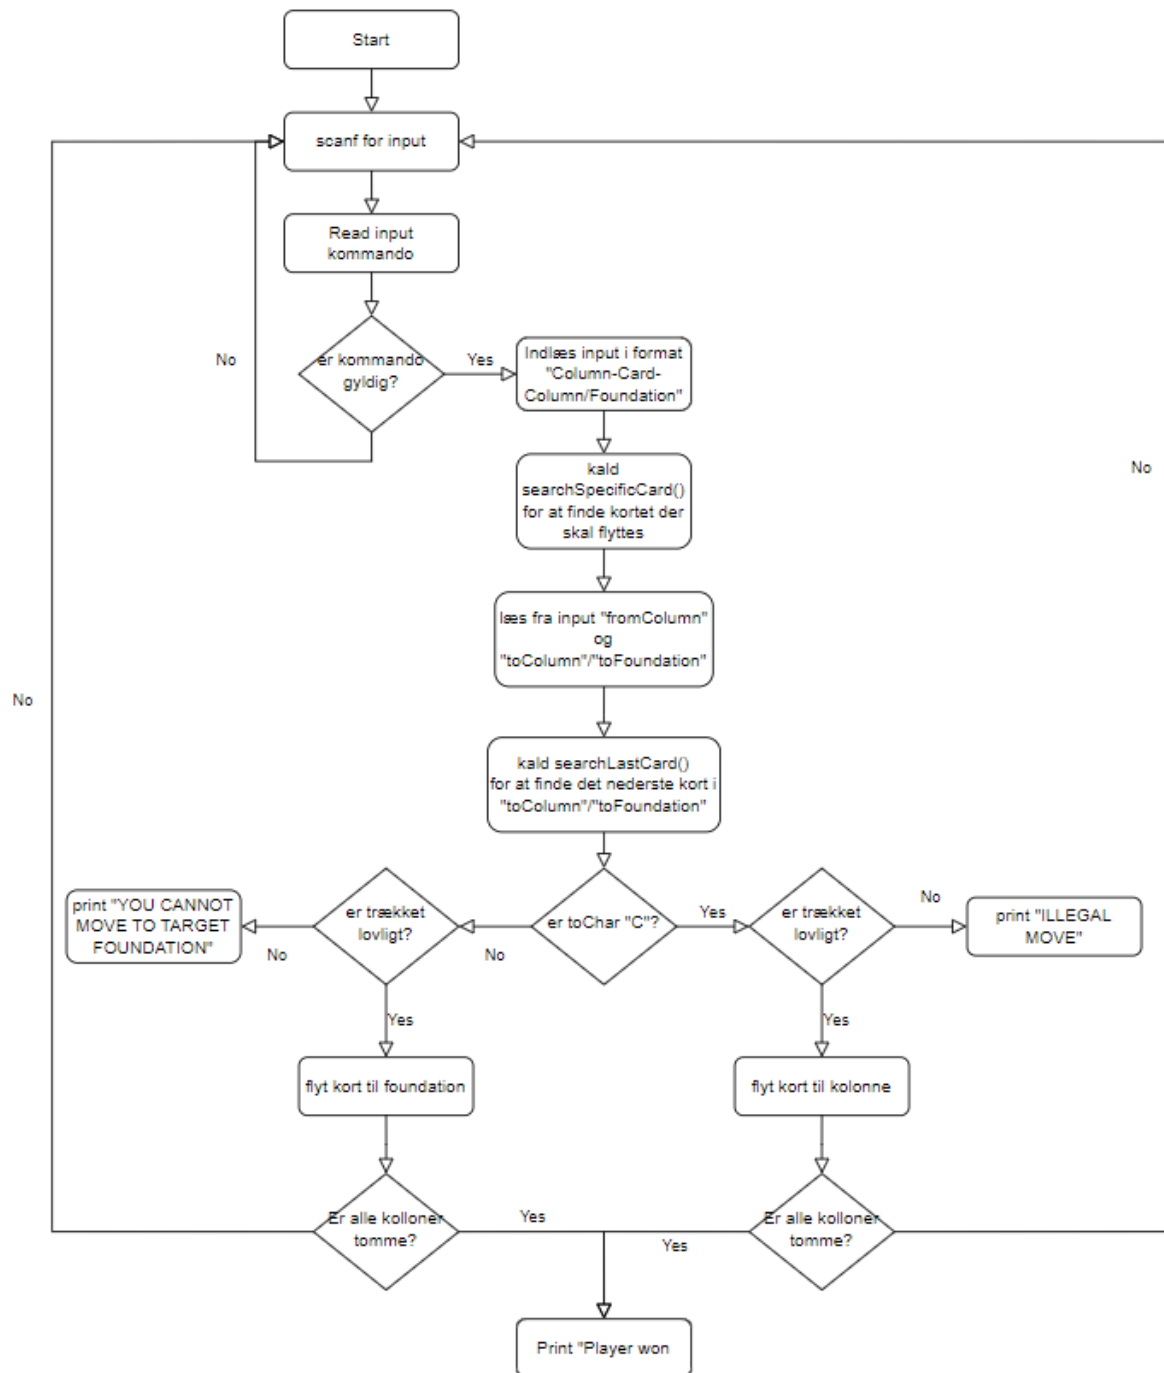 Start
scanf for input
Read input
kommando
er kommando
gyldig?
No
Yes
Indlæs input i format
"Column-Card-
Column/Foundation"
kald
searchSpecificCard()
for at finde kortet der
skal flyttes
No
læs fra input "fromColumn"
og
"toColumn"/"toFoundation"
No
kald searchLastCard()
for at finde det nederste kort i
"toColumn"/"toFoundation"
print "YOU CANNOT
MOVE TO TARGET
FOUNDATION"
No
er trækket
lovligt?
No
er toChar "C"?
Yes
er trækket
lovligt?
No
print "ILLEGAL
MOVE"
Yes
Yes
flyt kort til foundation
flyt kort til kolonne
Er alle kolloner
tomme?
Yes
Yes
Er alle kolloner
tomme?
Print "Player won